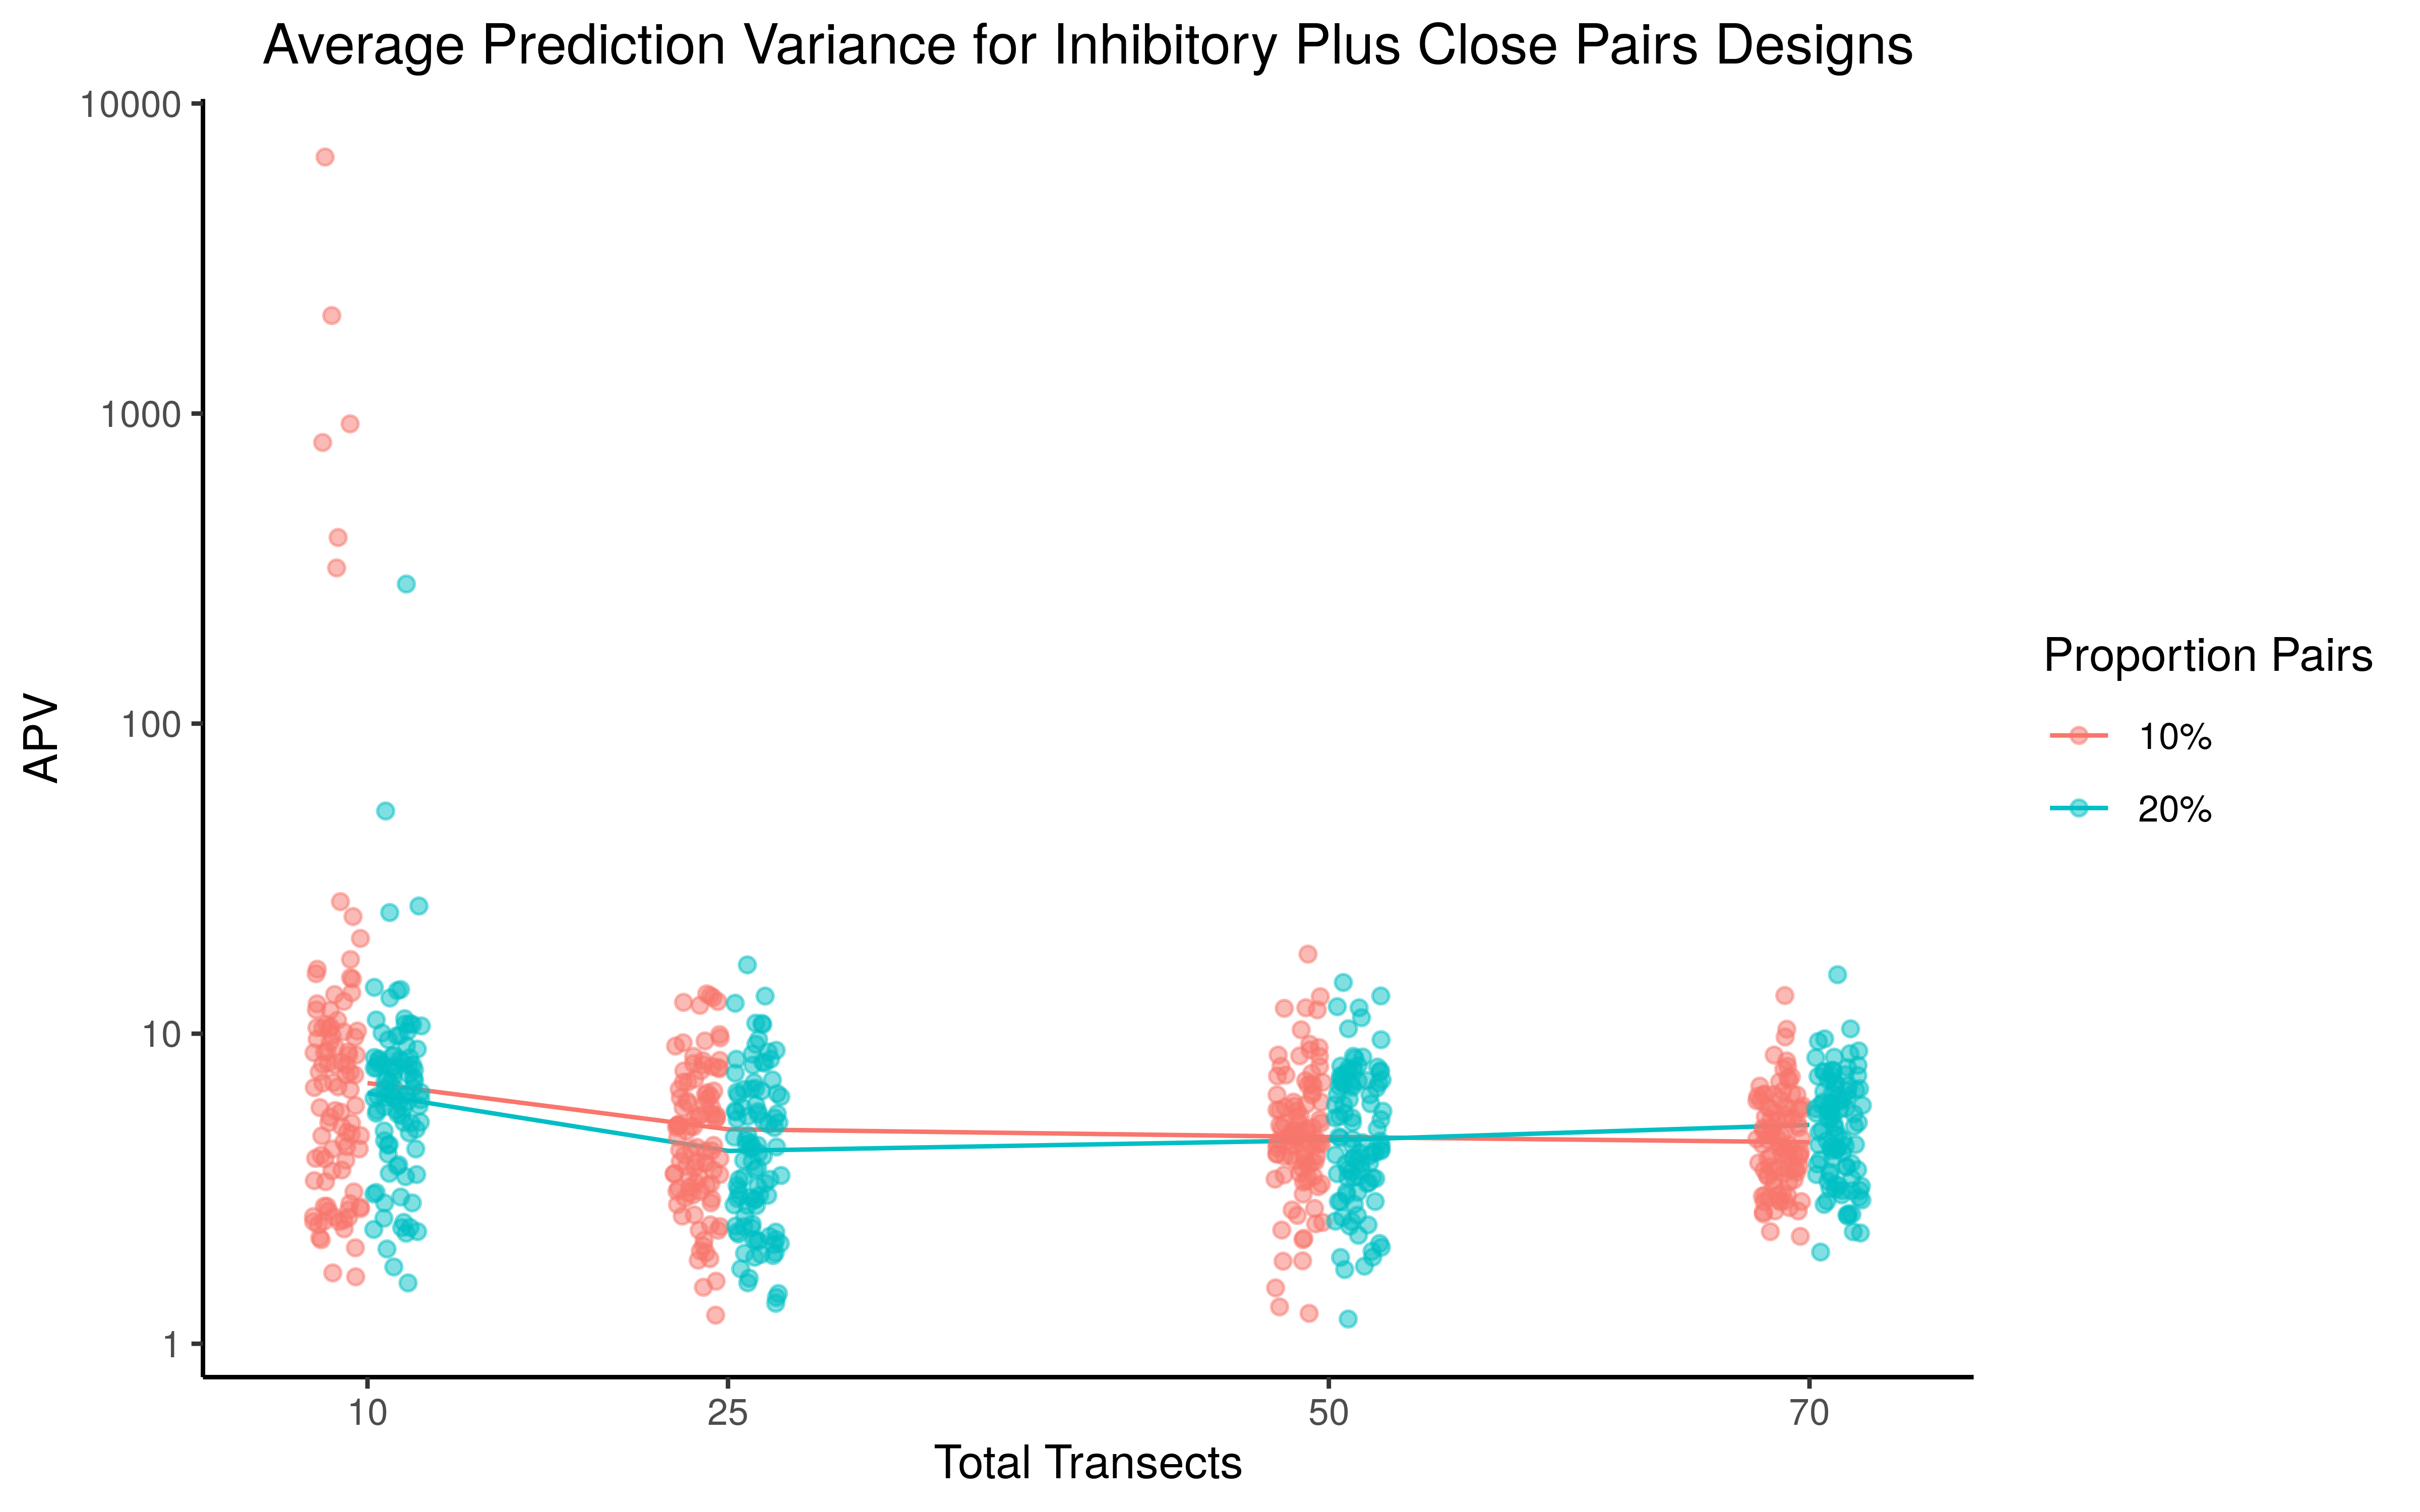 Average Prediction Variance for Inhibitory Plus Close Pairs Designs
10000
1000
100
10
1
APV
10 25 50 70
Total Transects
Proportion Pairs
10%
20%